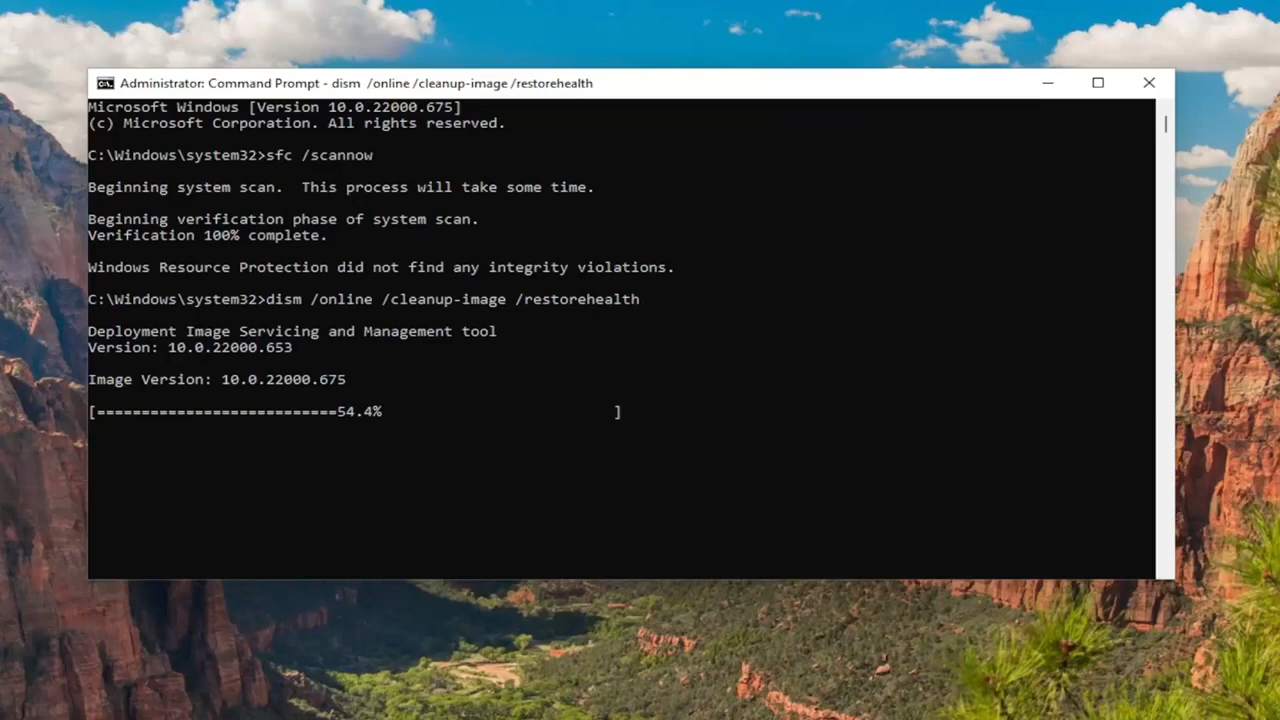 Administrator: Command Prompt - dism  /online /cleanup-image /restorehealth
Microsoft Windows [Version 10.0.22000.675]
(c) Microsoft Corporation. All rights reserved.
C:\Windows\system32>sfc /scannow
Beginning system scan.  This process will take some time.
Beginning verification phase of system scan.
Verification 100% complete.
Windows Resource Protection did not find any integrity violations.
C:\Windows\system32>dism /online /cleanup-image /restorehealth
Deployment Image Servicing and Management tool
Version: 10.0.22000.653
Image Version: 10.0.22000.675
[===========================54.4%                          ]